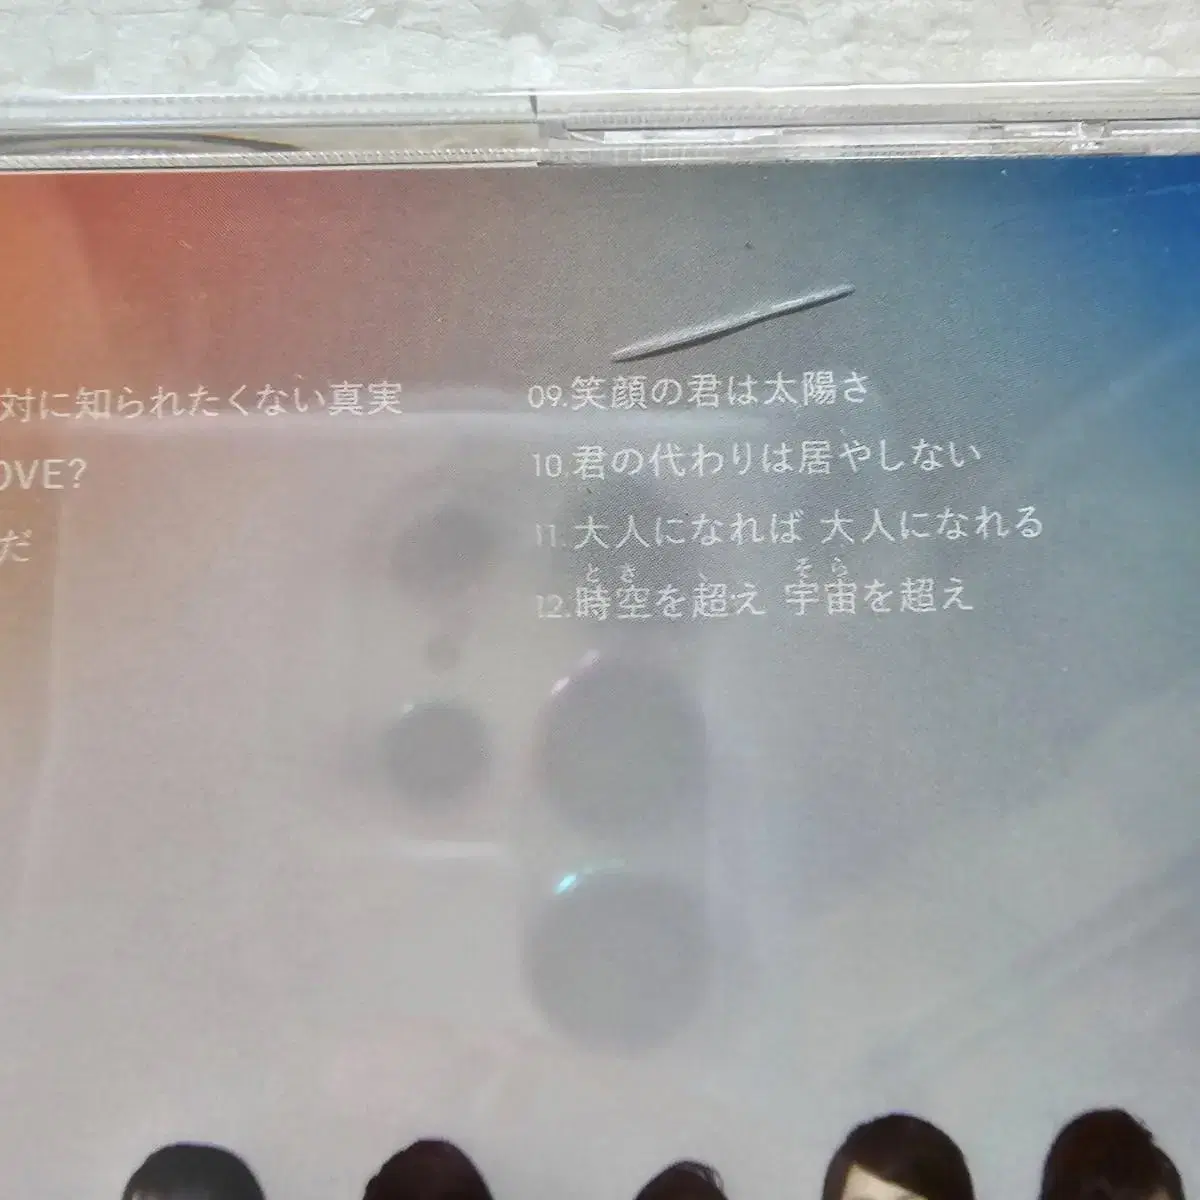 対に知られたくない真実
OVE?
だ
09.笑顔の君は太陽さ
10.君の代わりは居やしない
11.大人になれば 大人になれる
とき そら
12.時空を超え 宇宙を超え